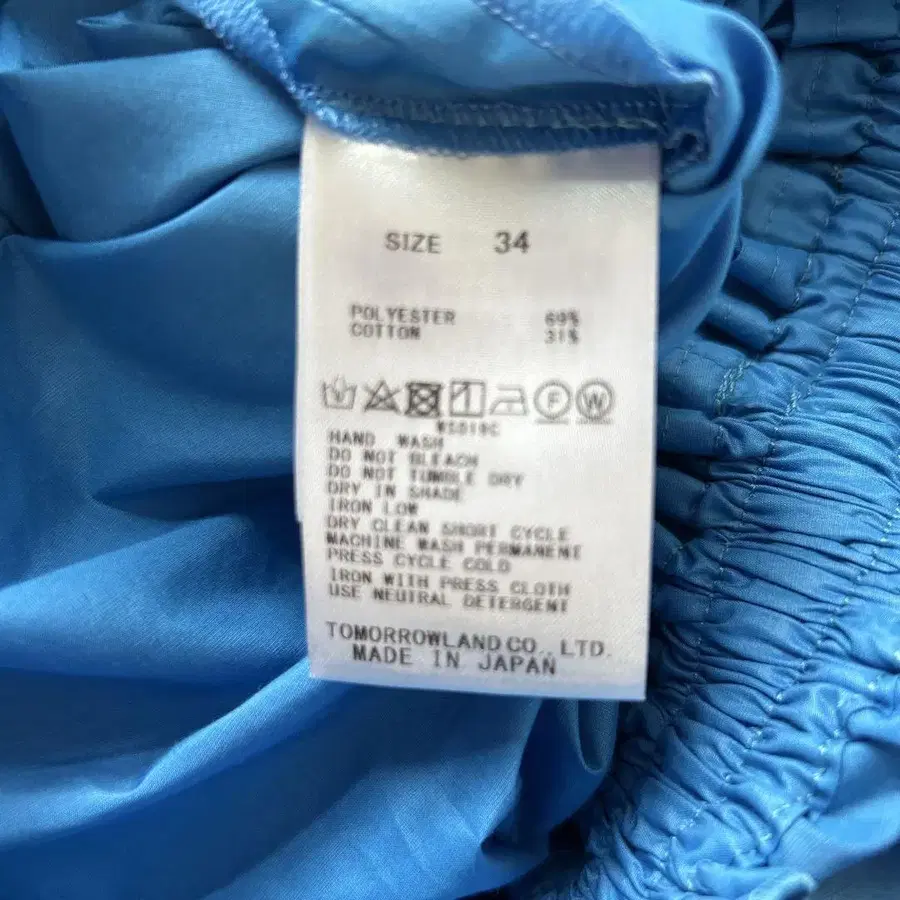 SIZE 34
POLYESTER 69%
COTTON 31%
F W
HAND WASH
DO NOT BLEACH
DO NOT TUMBLE DRY
DRY IN SHADE
IRON LOW
DRY CLEAN SHORT CYCLE
MACHINE WASH PERMANENT
PRESS CYCLE COLD
IRON WITH PRESS CLOTH
USE NEUTRAL DETERGENT
TOMORROWLAND CO., LTD.
MADE IN JAPAN